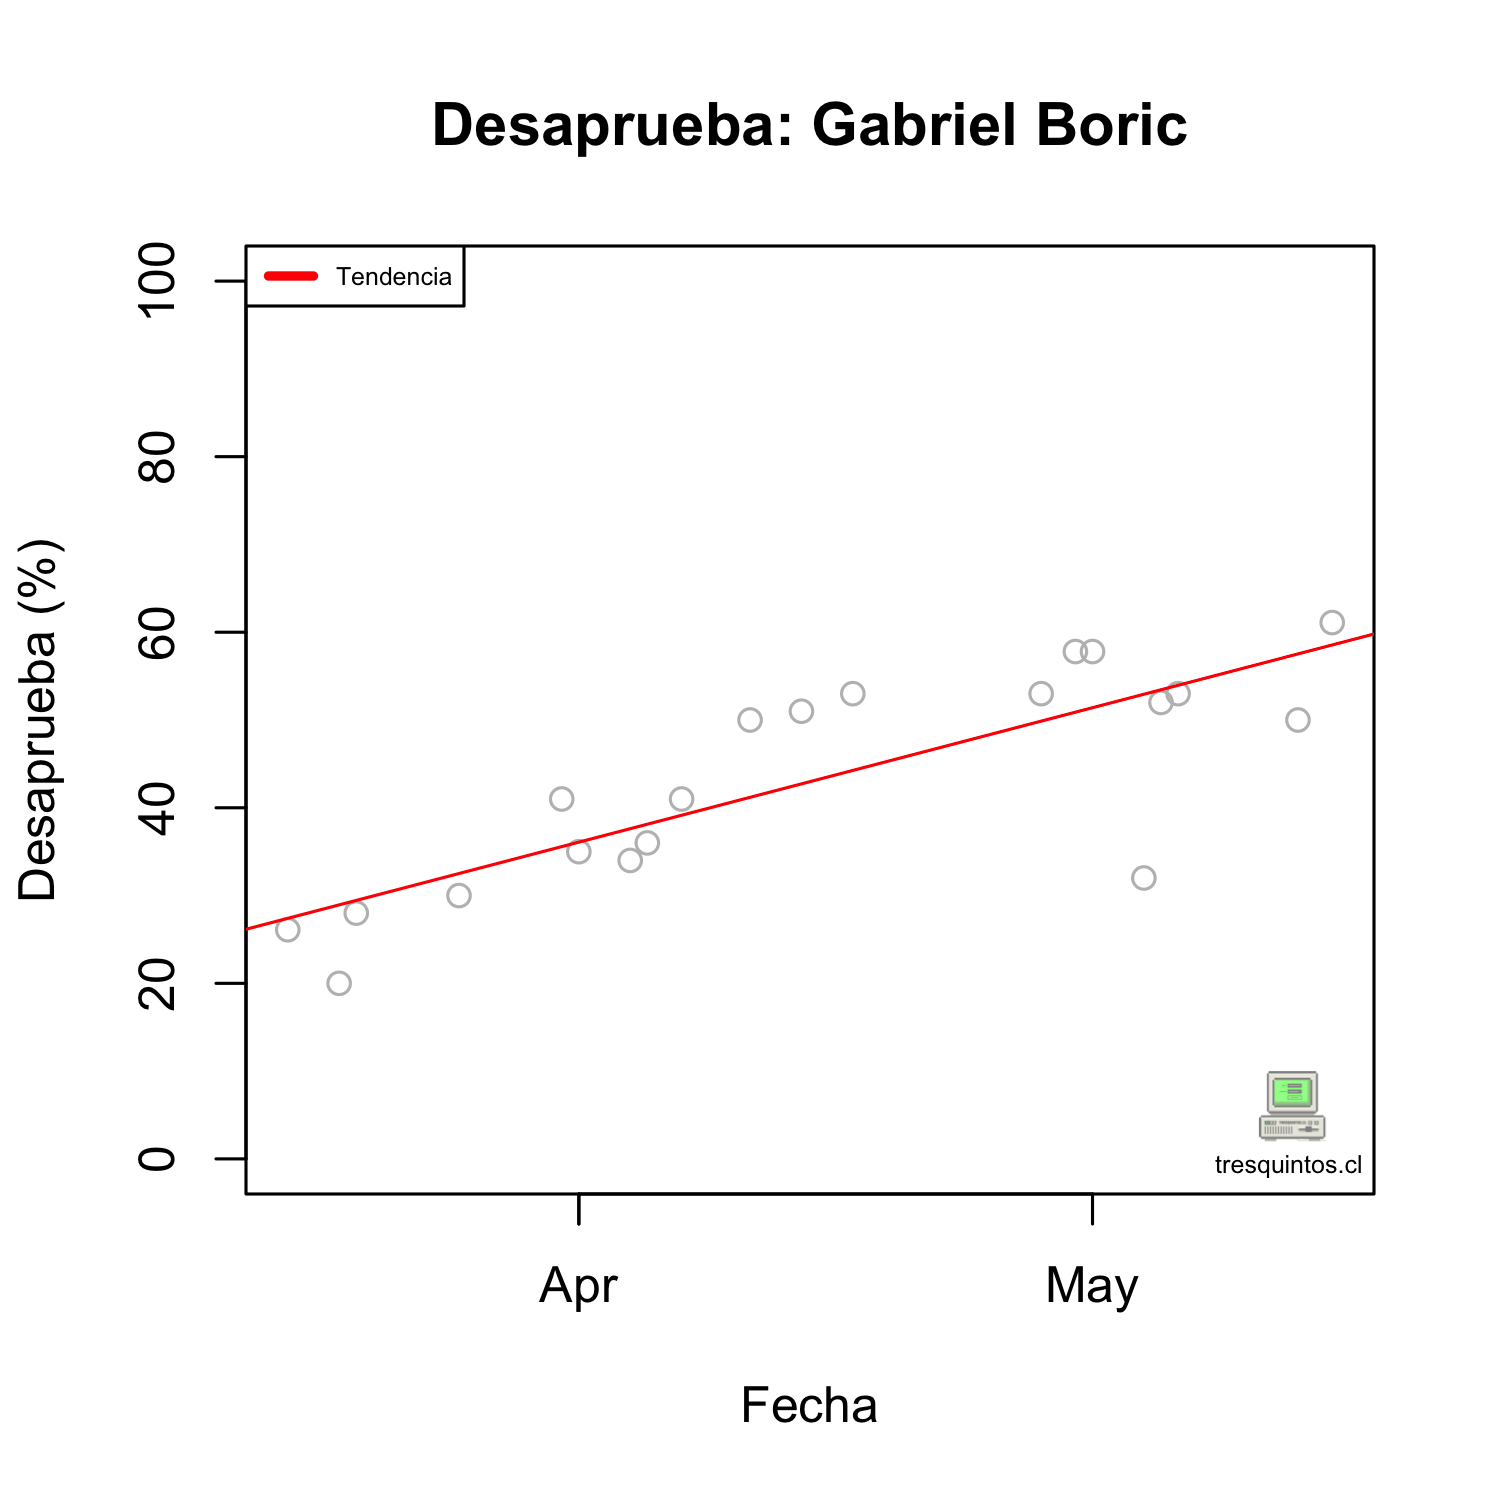 Desaprueba: Gabriel Boric
Tendencia
Desaprueba (%)
100
80
60
40
20
0
tresquintos.cl
Apr
May
Fecha